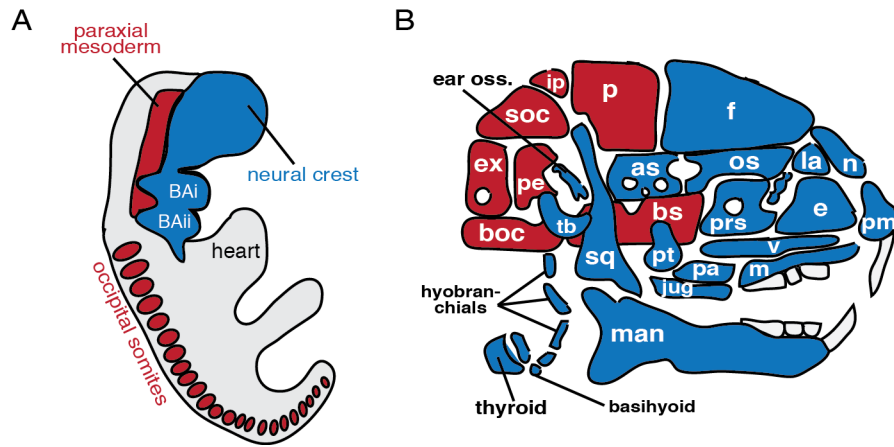 A
paraxial
mesoderm
neural crest
BAi
BAii
heart
occipital somites
B
ear oss.
ip
p
f
soc
ex
pe
as
os
la
n
boc
tb
bs
prs
e
pm
sq
pt
v
pa
m
jug
hyobran-
chials
man
thyroid
basihyoid